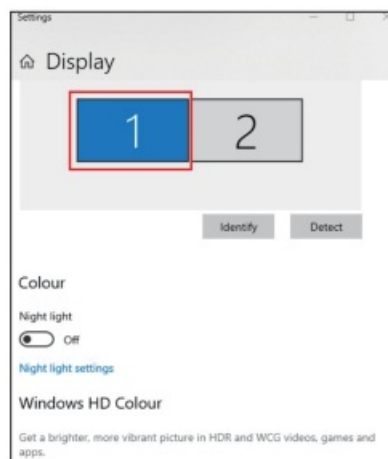 Settings
Display
1 2
Identify Detect
Colour
Night light
Off
Night light settings
Windows HD Colour
Get a brighter, more vibrant picture in HDR and WCG videos, games and
apps.